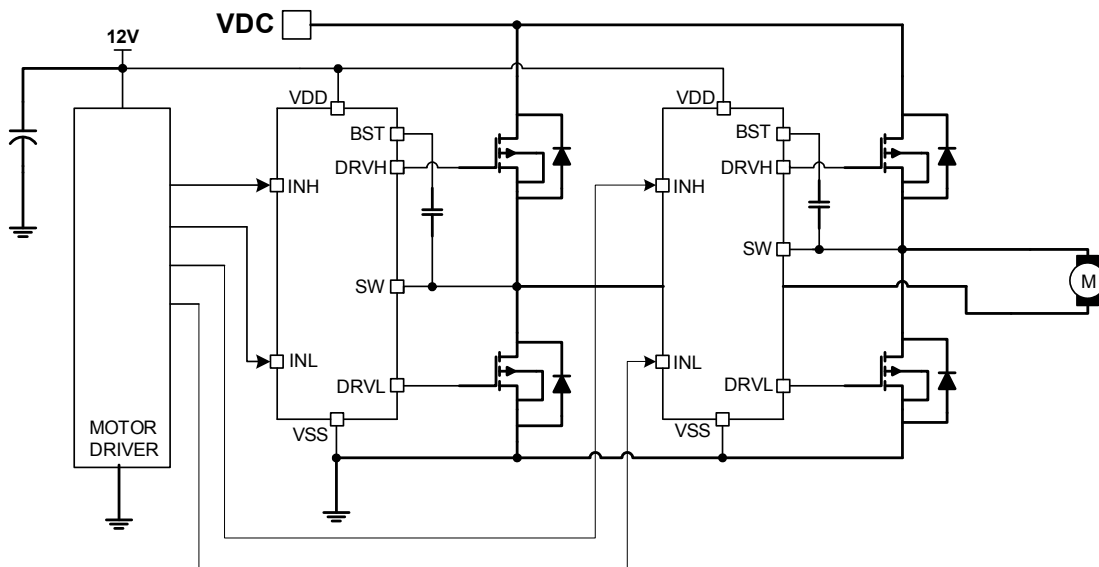 VDC
12V
VDD
VDD
BST
BST
DRVH
DRVH
INH
INH
SW
SW
M
INL
INL
DRVL
DRVL
MOTOR
DRIVER
VSS
VSS